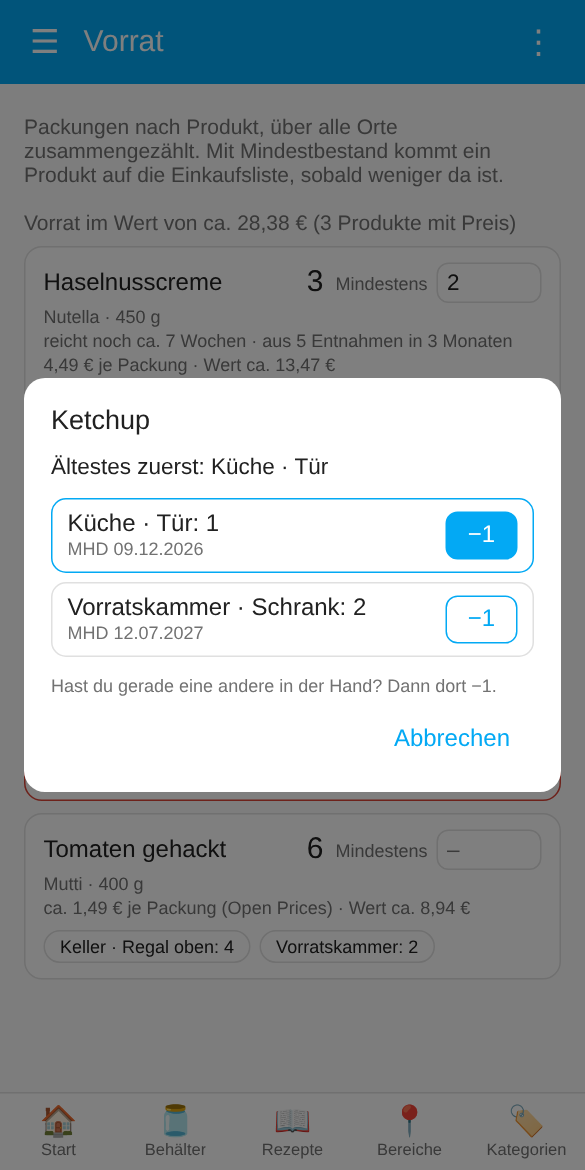 ☰ Vorrat ⋮
Packungen nach Produkt, über alle Orte
zusammengezählt. Mit Mindestbestand kommt ein
Produkt auf die Einkaufsliste, sobald weniger da ist.
Vorrat im Wert von ca. 28,38 € (3 Produkte mit Preis)
Haselnusscreme 3 Mindestens 2
Nutella · 450 g
reicht noch ca. 7 Wochen · aus 5 Entnahmen in 3 Monaten
4,49 € je Packung · Wert ca. 13,47 €
Ketchup
Ältestes zuerst: Küche · Tür
Küche · Tür: 1 −1
MHD 09.12.2026
Vorratskammer · Schrank: 2 −1
MHD 12.07.2027
Hast du gerade eine andere in der Hand? Dann dort −1.
Abbrechen
Tomaten gehackt 6 Mindestens –
Mutti · 400 g
ca. 1,49 € je Packung (Open Prices) · Wert ca. 8,94 €
Keller · Regal oben: 4 Vorratskammer: 2
Start Behälter Rezepte Bereiche Kategorien